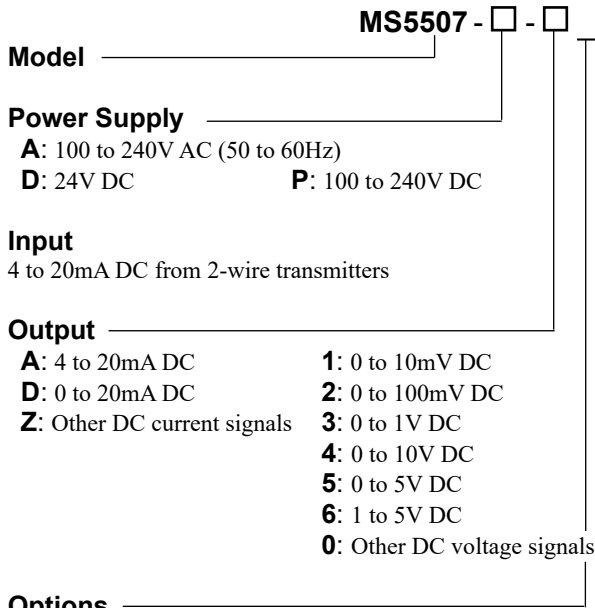 MS5507 - □ - □
Model
Power Supply
A: 100 to 240V AC (50 to 60Hz)
D: 24V DC P: 100 to 240V DC
Input
4 to 20mA DC from 2-wire transmitters
Output
A: 4 to 20mA DC 1: 0 to 10mV DC
D: 0 to 20mA DC 2: 0 to 100mV DC
Z: Other DC current signals 3: 0 to 1V DC
4: 0 to 10V DC
5: 0 to 5V DC
6: 1 to 5V DC
0: Other DC voltage signals
Options